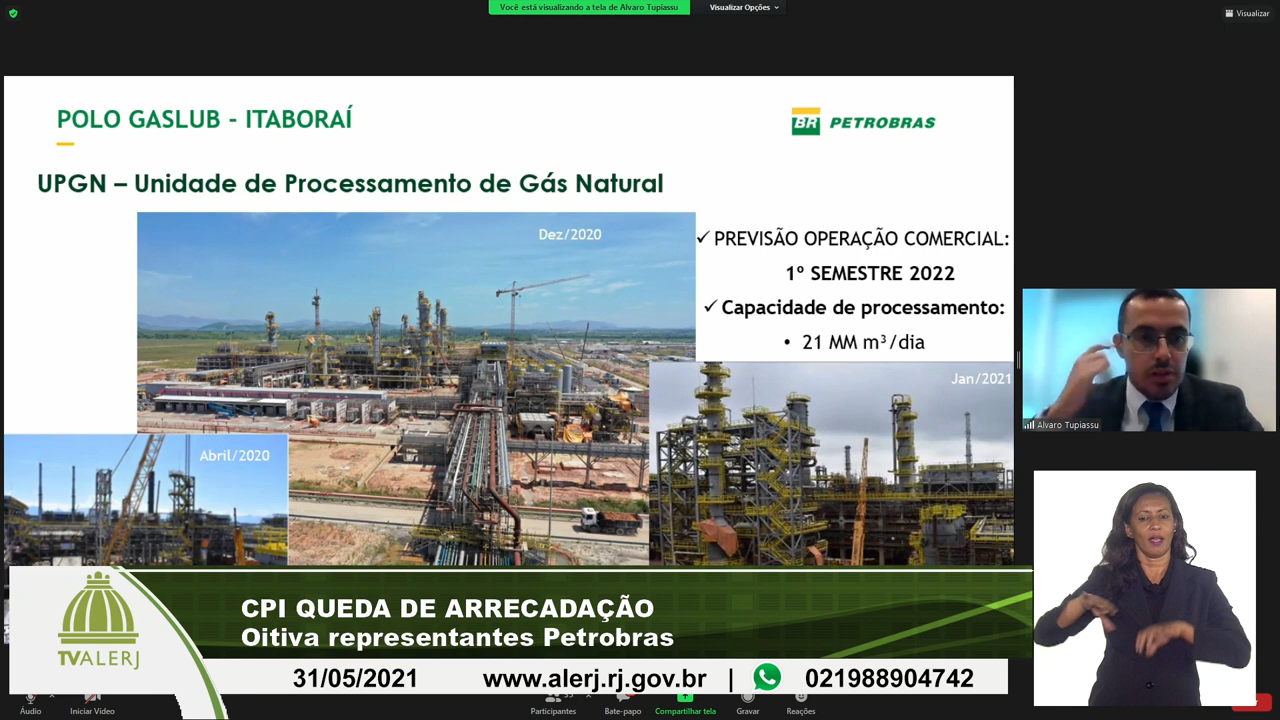 Você está visualizando a tela de Alvaro Tupiassu
Visualizar Opções
Visualizar
POLO GASLUB - ITABORAÍ
BR PETROBRAS
UPGN – Unidade de Processamento de Gás Natural
Dez/2020
✓ PREVISÃO OPERAÇÃO COMERCIAL:
1º SEMESTRE 2022
✓ Capacidade de processamento:
• 21 MM m³/dia
Jan/2021
Abril/2020
Alvaro Tupiassu
CPI QUEDA DE ARRECADAÇÃO
Oitiva representantes Petrobras
TVALERJ
31/05/2021 www.alerj.rj.gov.br | 021988904742
Áudio
Iniciar Vídeo
Participantes
Bate-papo
Compartilhar tela
Gravar
Reações